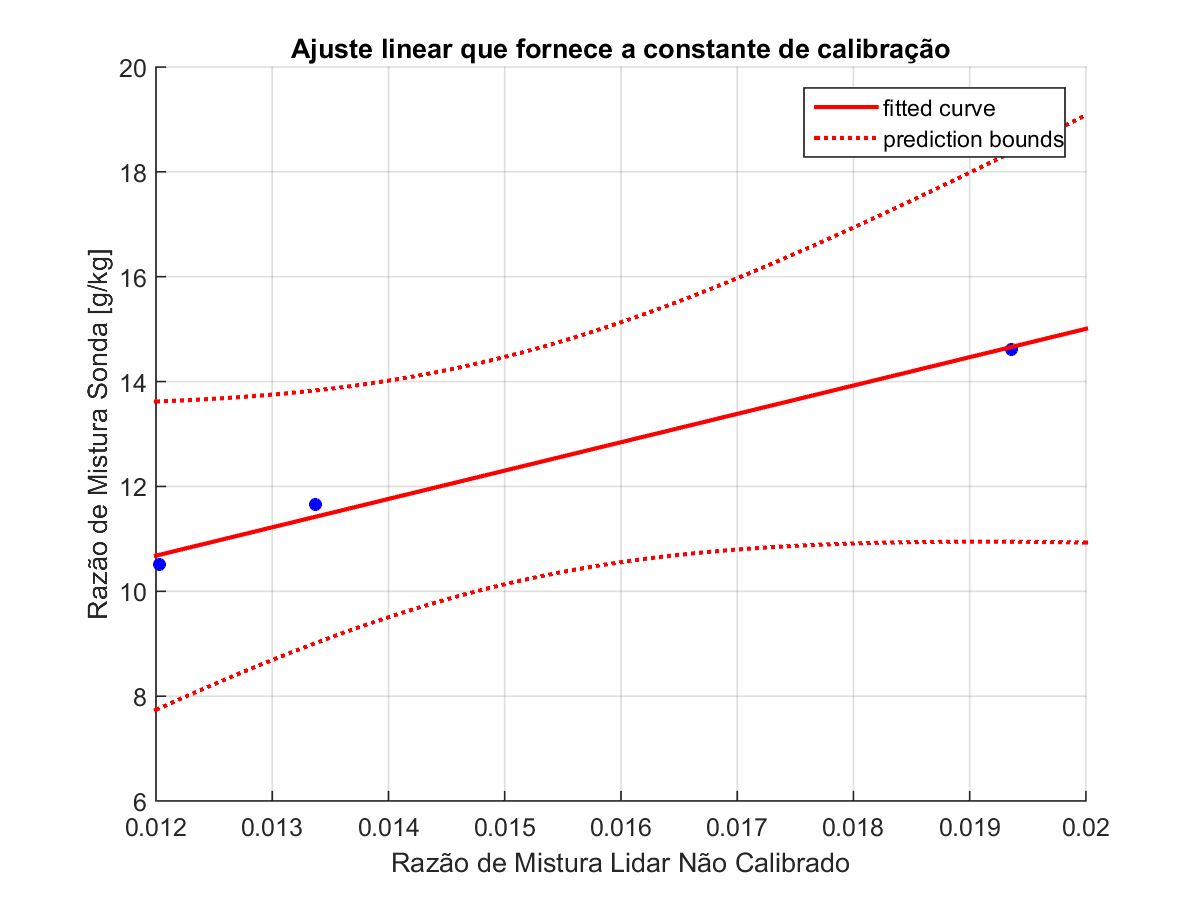 Ajuste linear que fornece a constante de calibração
20
18
16
14
12
10
8
6
Razão de Mistura Sonda [g/kg]
fitted curve
prediction bounds
0.012 0.013 0.014 0.015 0.016 0.017 0.018 0.019 0.02
Razão de Mistura Lidar Não Calibrado